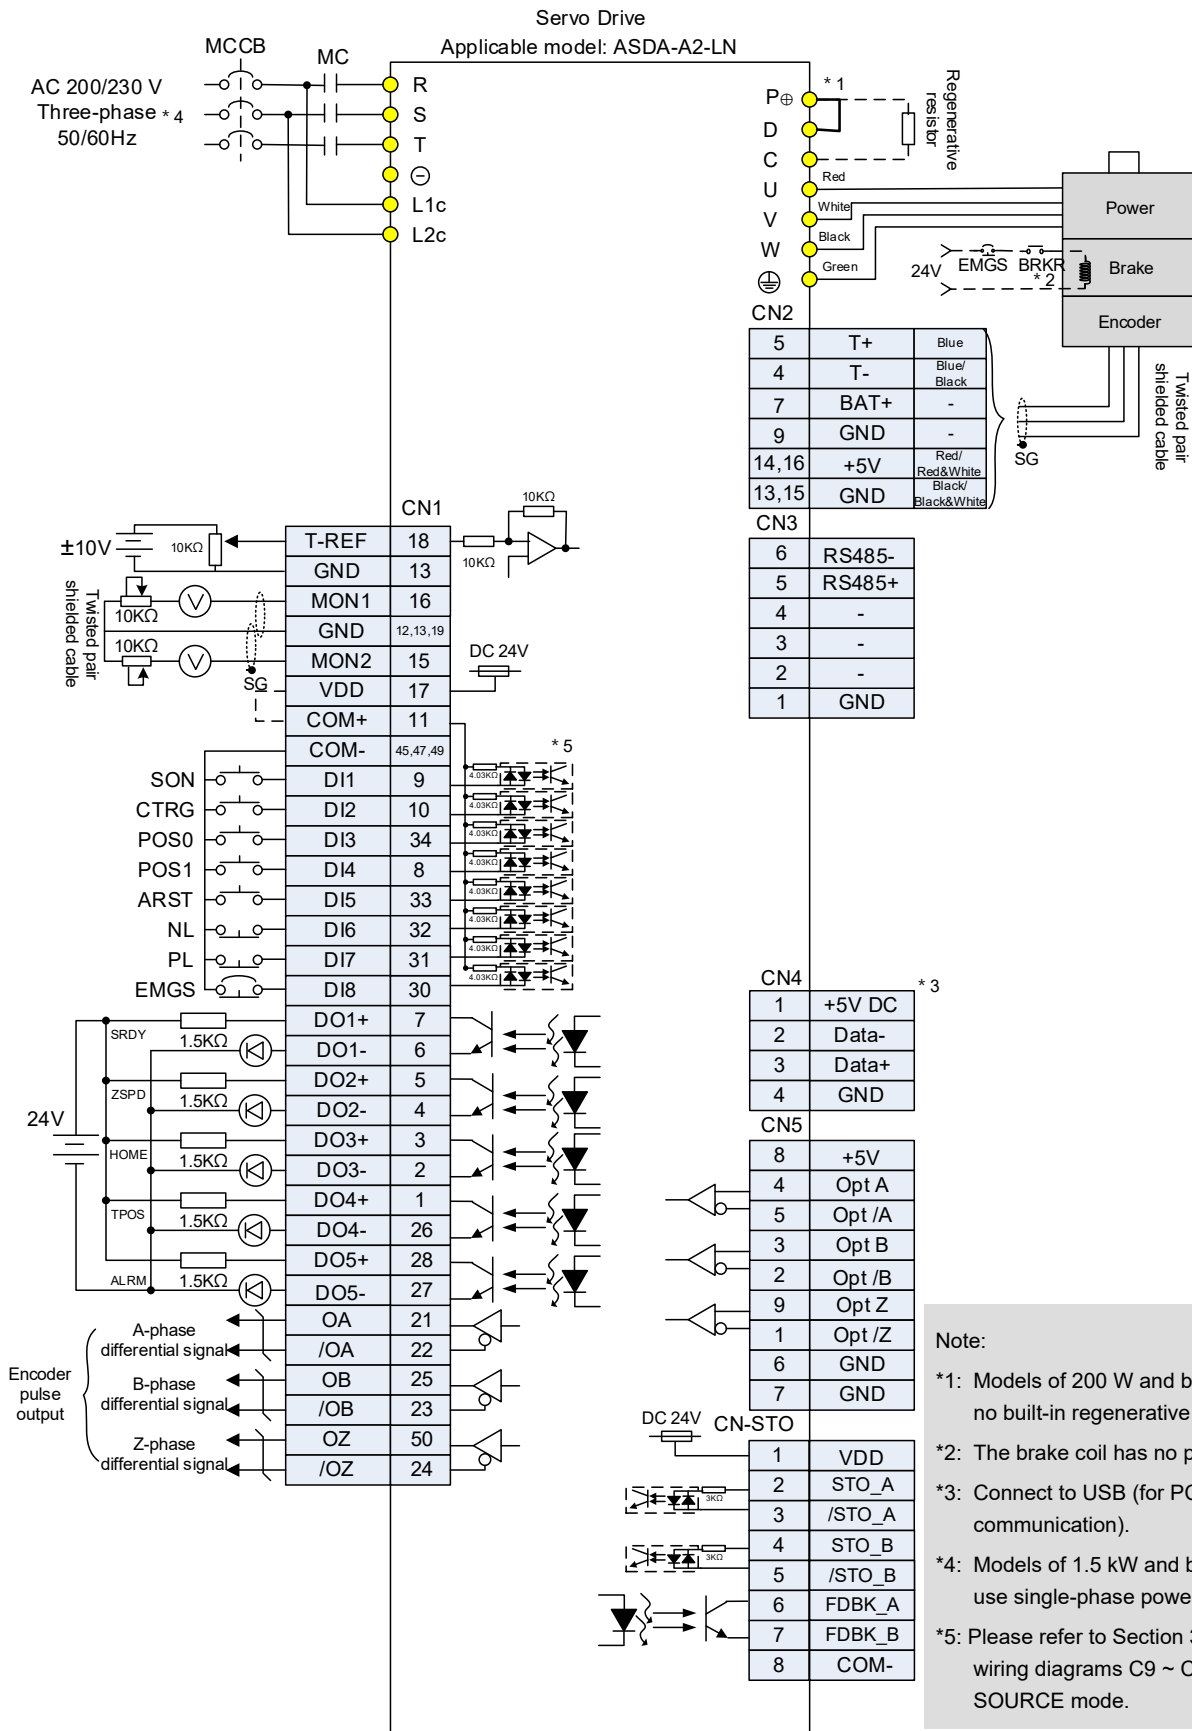 Servo Drive
Applicable model: ASDA-A2-LN
MCCB
MC
AC 200/230 V
Three-phase * 4
50/60Hz
R
S
T
⊖
L1c
L2c
P⊕
D
C
U
V
W
* 1
Regenerative
resistor
Red
White
Black
Green
24V
EMGS
BRKR
* 2
Power
Brake
Encoder
Twisted pair
shielded cable
SG
CN2
5 T+ Blue
4 T- Blue/
Black
7 BAT+ -
9 GND -
14,16 +5V Red/
Red&White
13,15 GND Black/
Black&White
CN3
6 RS485-
5 RS485+
4 -
3 -
2 -
1 GND
CN1
10KΩ
10KΩ
±10V
10KΩ
10KΩ
10KΩ
Twisted pair
shielded cable
SG
DC 24V
T-REF 18
GND 13
MON1 16
GND 12,13,19
MON2 15
VDD 17
COM+ 11
COM- 45,47,49
* 5
SON DI1 9 4.03KΩ
CTRG DI2 10 4.03KΩ
POS0 DI3 34 4.03KΩ
POS1 DI4 8 4.03KΩ
ARST DI5 33 4.03KΩ
NL DI6 32 4.03KΩ
PL DI7 31 4.03KΩ
EMGS DI8 30 4.03KΩ
24V
SRDY 1.5KΩ
DO1+ 7
DO1- 6
ZSPD 1.5KΩ
DO2+ 5
DO2- 4
HOME 1.5KΩ
DO3+ 3
DO3- 2
TPOS 1.5KΩ
DO4+ 1
DO4- 26
ALRM 1.5KΩ
DO5+ 28
DO5- 27
Encoder
pulse
output
A-phase
differential signal
OA 21
/OA 22
B-phase
differential signal
OB 25
/OB 23
Z-phase
differential signal
OZ 50
/OZ 24
CN4
* 3
1 +5V DC
2 Data-
3 Data+
4 GND
CN5
8 +5V
4 Opt A
5 Opt /A
3 Opt B
2 Opt /B
9 Opt Z
1 Opt /Z
6 GND
7 GND
DC 24V
CN-STO
1 VDD
2 STO_A
3 /STO_A
4 STO_B
5 /STO_B
6 FDBK_A
7 FDBK_B
8 COM-
3KΩ
3KΩ
Note:
*1: Models of 200 W and b
no built-in regenerative
*2: The brake coil has no p
*3: Connect to USB (for PC
communication).
*4: Models of 1.5 kW and b
use single-phase powe
*5: Please refer to Section 3
wiring diagrams C9 ~ C
SOURCE mode.